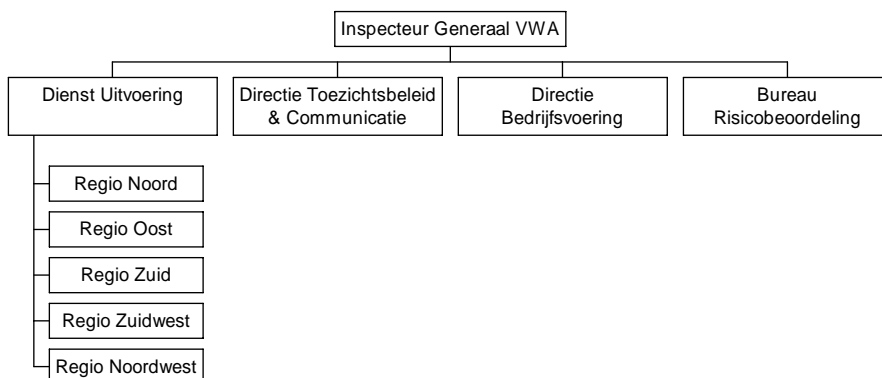 Inspecteur Generaal VWA
Dienst Uitvoering
Directie Toezichtsbeleid
& Communicatie
Directie
Bedrijfsvoering
Bureau
Risicobeoordeling
Regio Noord
Regio Oost
Regio Zuid
Regio Zuidwest
Regio Noordwest